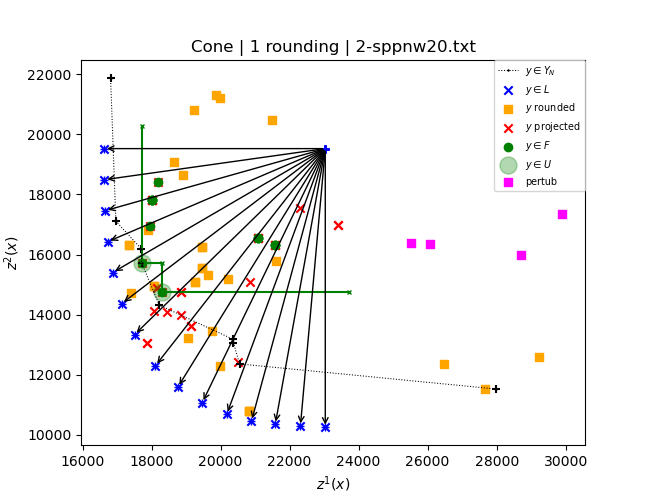 Cone | 1 rounding | 2-sppnw20.txt
22000
20000
18000
16000
14000
12000
10000
z²(x)
16000 18000 20000 22000 24000 26000 28000 30000
z¹(x)
y ∈ Y_N
y ∈ L
y rounded
y projected
y ∈ F
y ∈ U
pertub